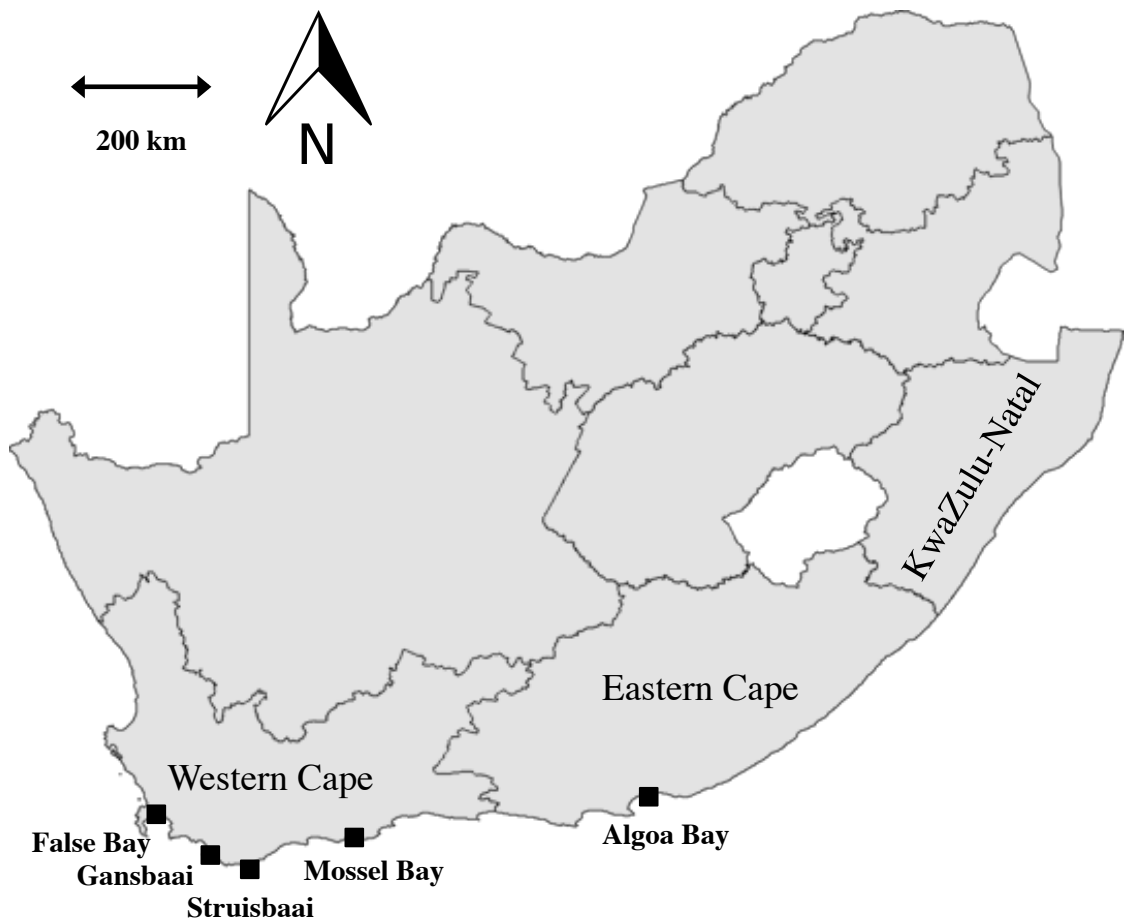 200 km
N
KwaZulu-Natal
Eastern Cape
Western Cape
False Bay
Gansbaai
Struisbaai
Mossel Bay
Algoa Bay